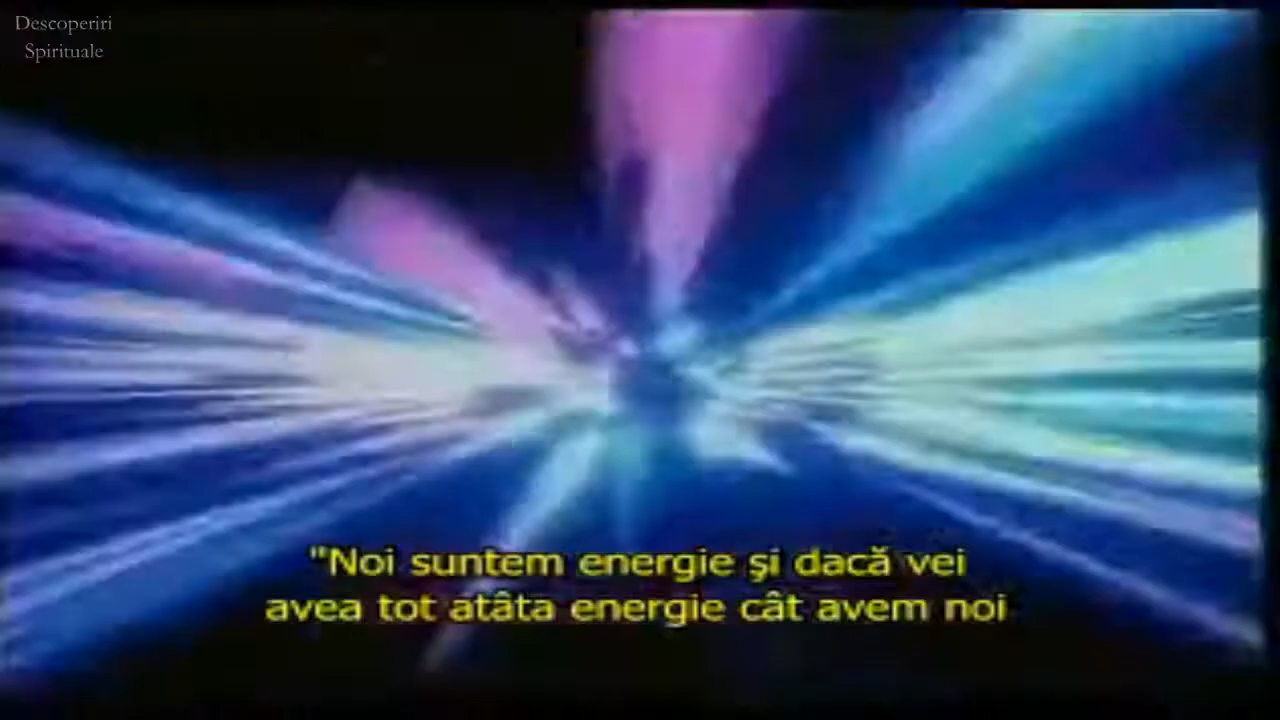 Descoperiri
Spirituale
"Noi suntem energie şi dacă vei
avea tot atâta energie cât avem noi